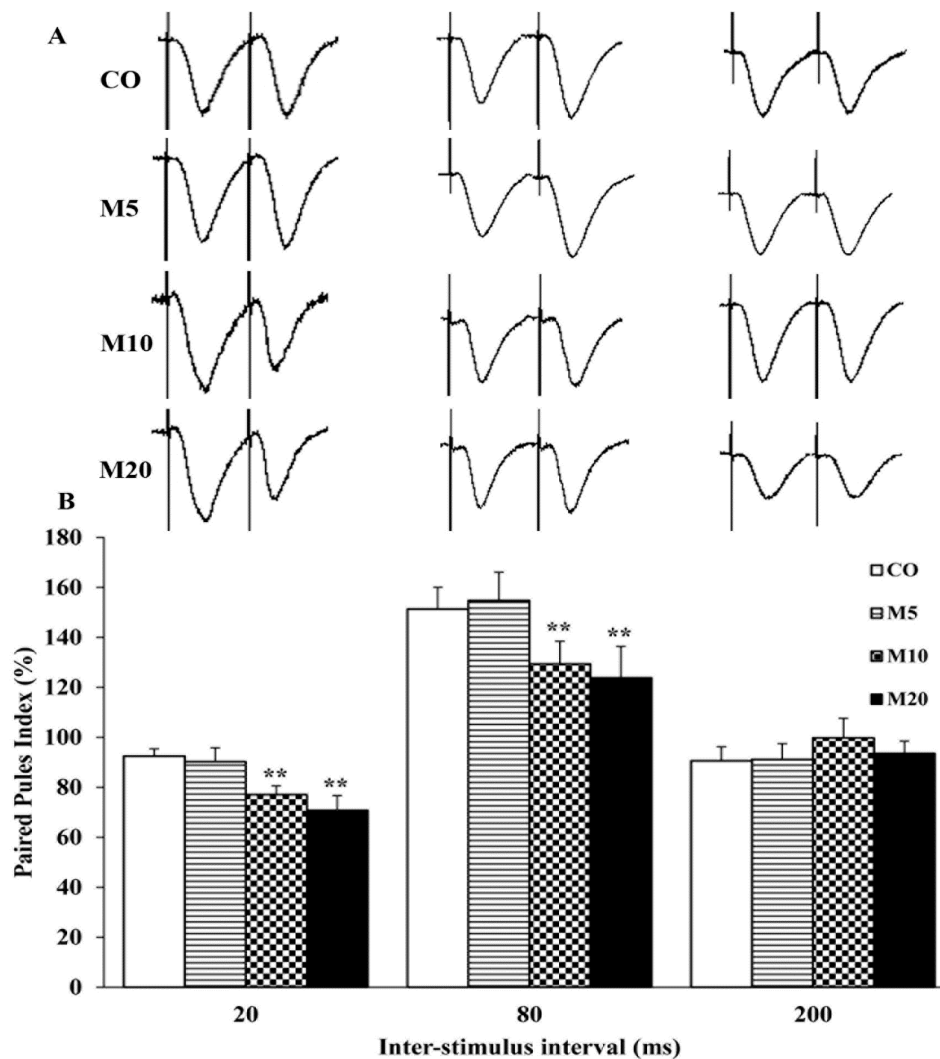 A
CO
M5
M10
M20
B
180
160
140
120
100
80
60
40
20
0
Paired Pules Index (%)
** **
** **
CO
M5
M10
M20
20 80 200
Inter-stimulus interval (ms)